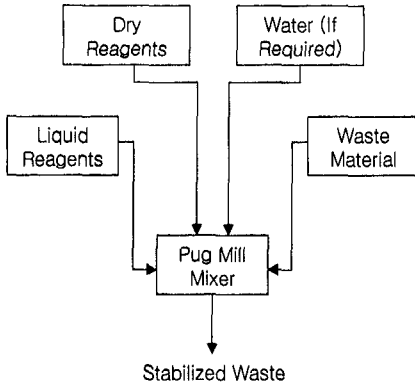 Dry
Reagents
Water (If
Required)
Liquid
Reagents
Waste
Material
Pug Mill
Mixer
Stabilized Waste